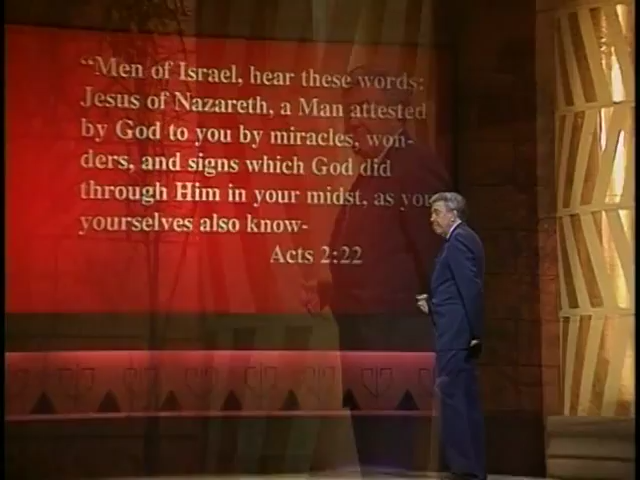 “Men of Israel, hear these words:
Jesus of Nazareth, a Man attested
by God to you by miracles, won-
ders, and signs which God did
through Him in your midst, as you
yourselves also know-
Acts 2:22